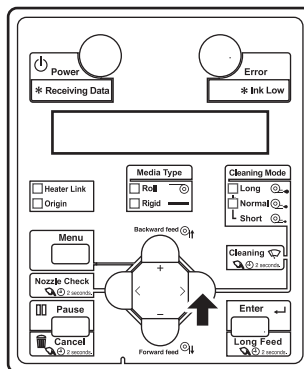 Power
Error
* Receiving Data
* Ink Low
Media Type
Cleaning Mode
Heater Link
Origin
Roll
Rigid
Long
Normal
Short
Menu
Backward feed
Cleaning
2 seconds.
Nozzle Check
2 seconds.
+
< >
−
Pause
Enter
Cancel
2 seconds.
Long Feed
2 seconds.
Forward feed